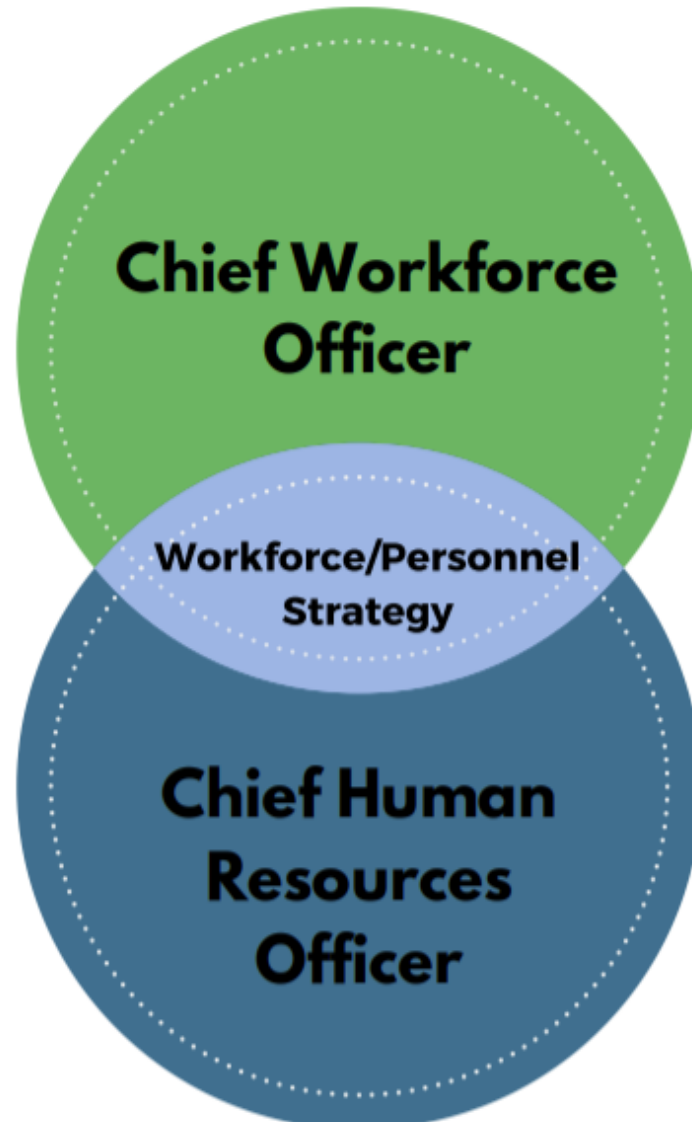 Chief Workforce
Officer
Workforce/Personnel
Strategy
Chief Human
Resources
Officer